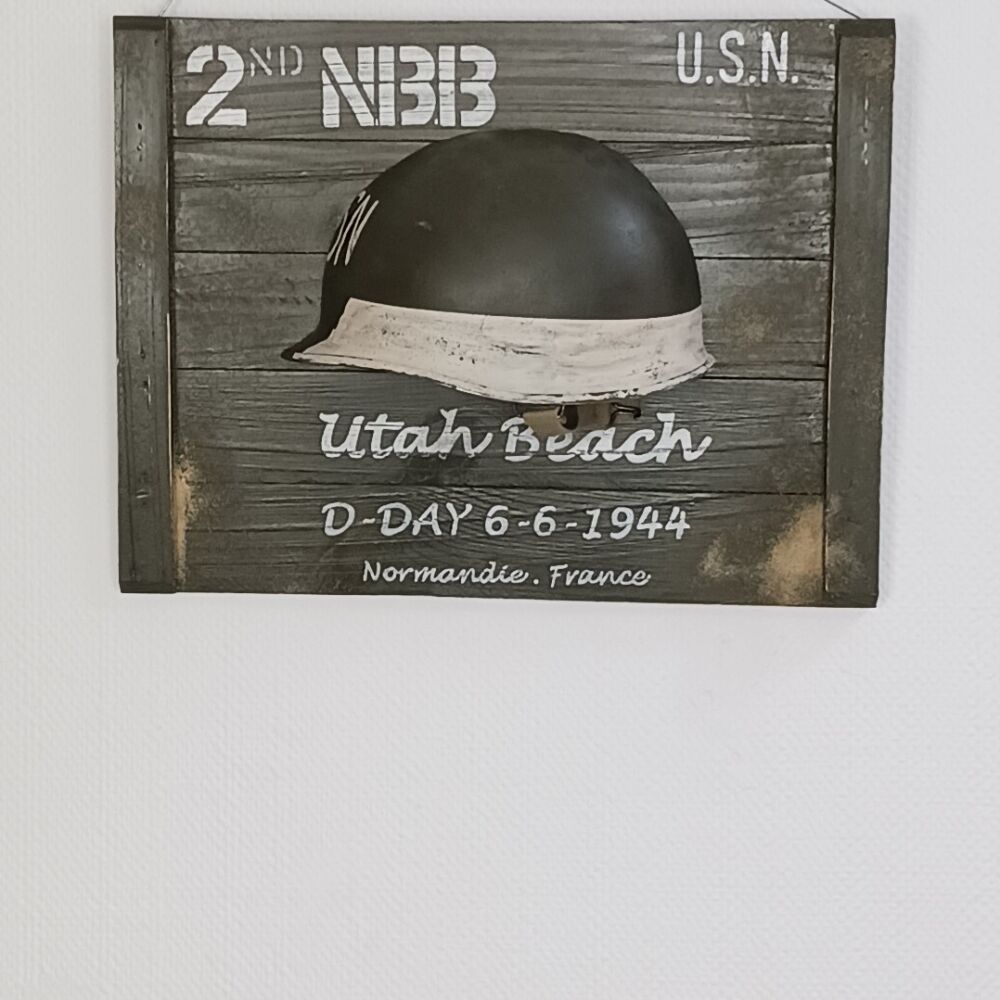 2ND NBB
U.S.N.
Utah Beach
D-DAY 6-6-1944
Normandie. France